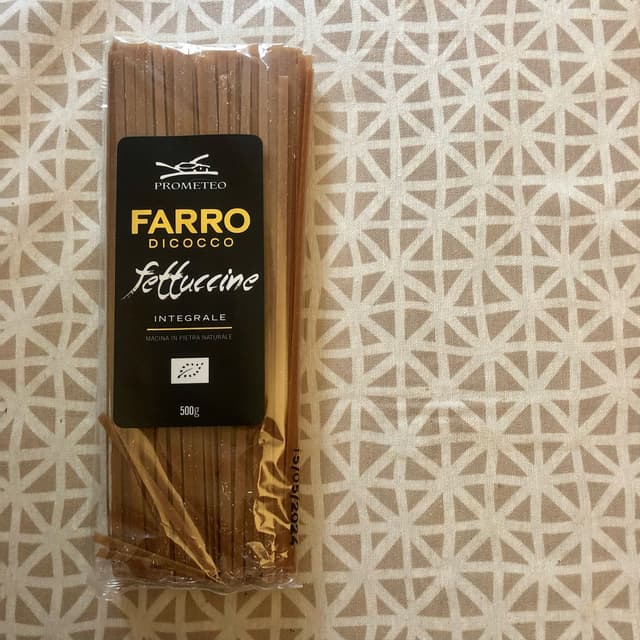 PROMETEO
FARRO
DICOCCO
fettuccine
INTEGRALE
MACINA IN PIETRA NATURALE
500g